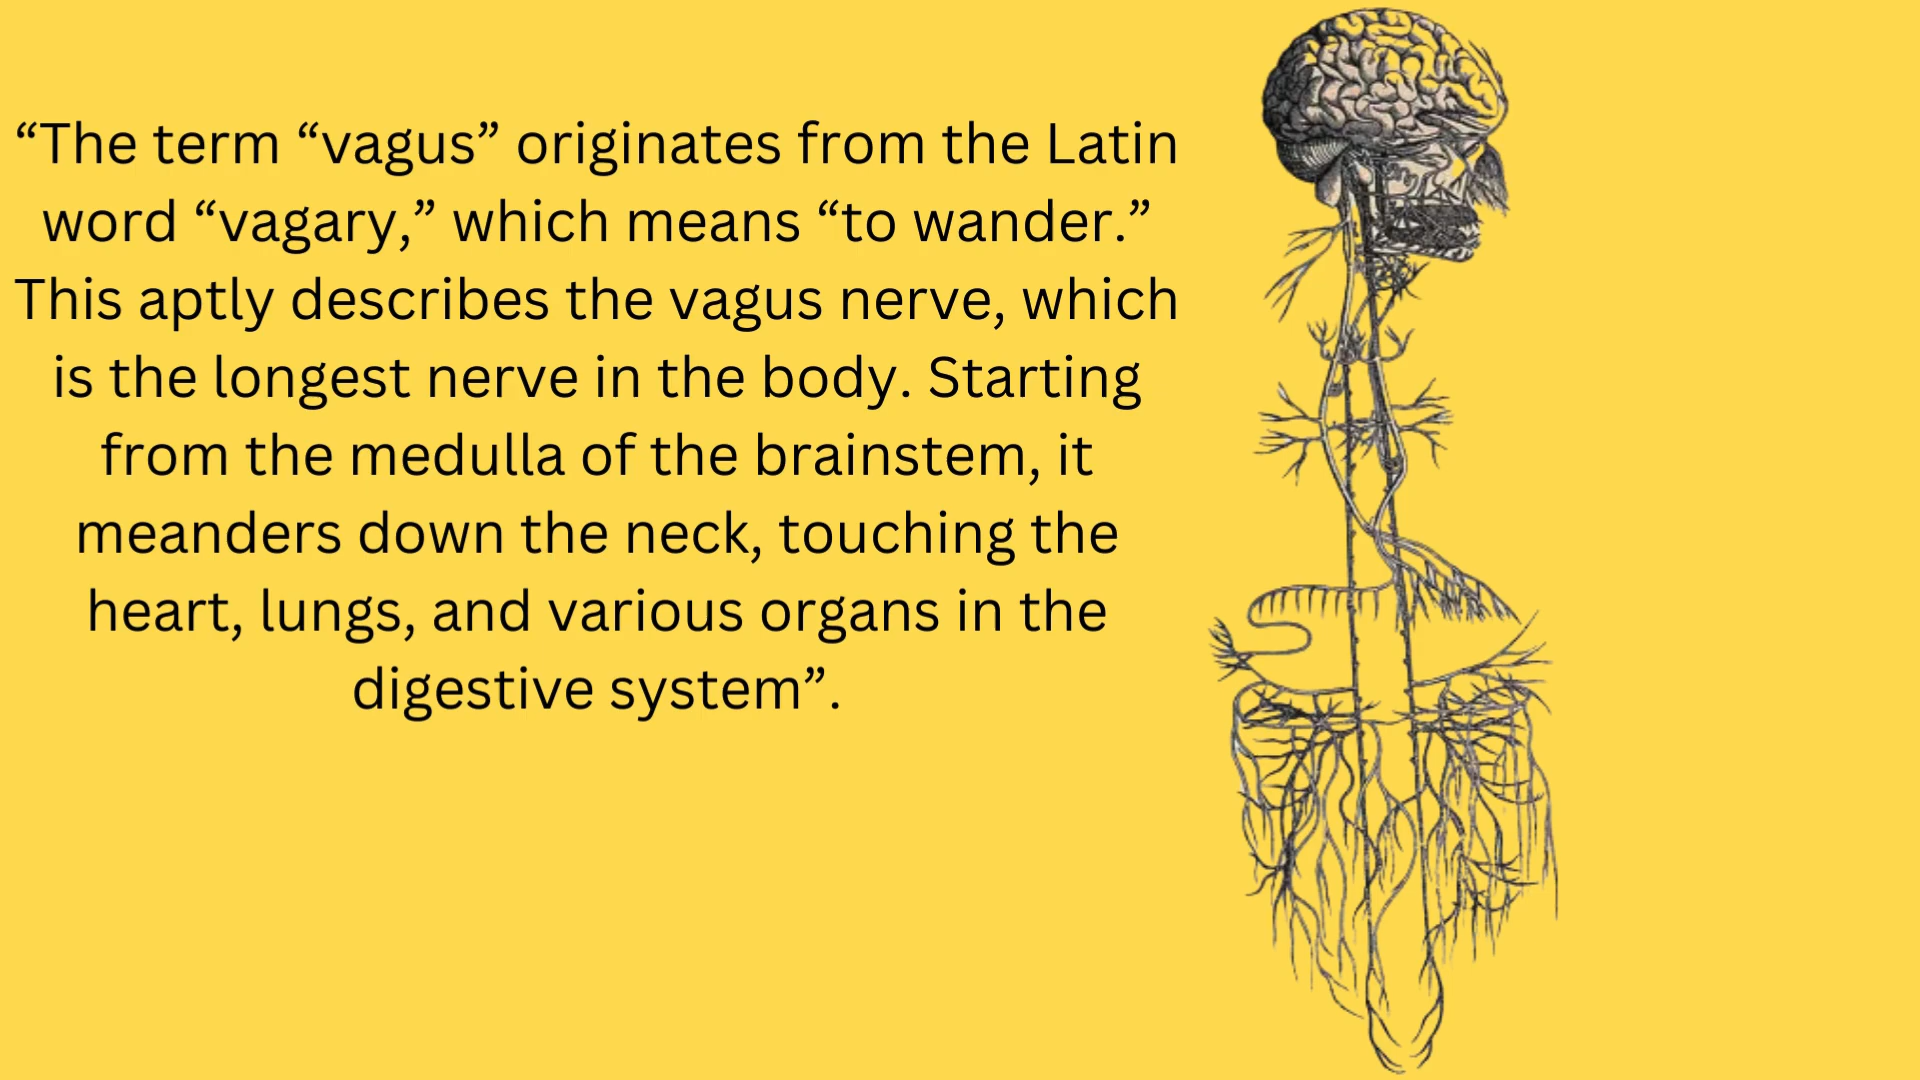 “The term “vagus” originates from the Latin
word “vagary,” which means “to wander.”
This aptly describes the vagus nerve, which
is the longest nerve in the body. Starting
from the medulla of the brainstem, it
meanders down the neck, touching the
heart, lungs, and various organs in the
digestive system”.